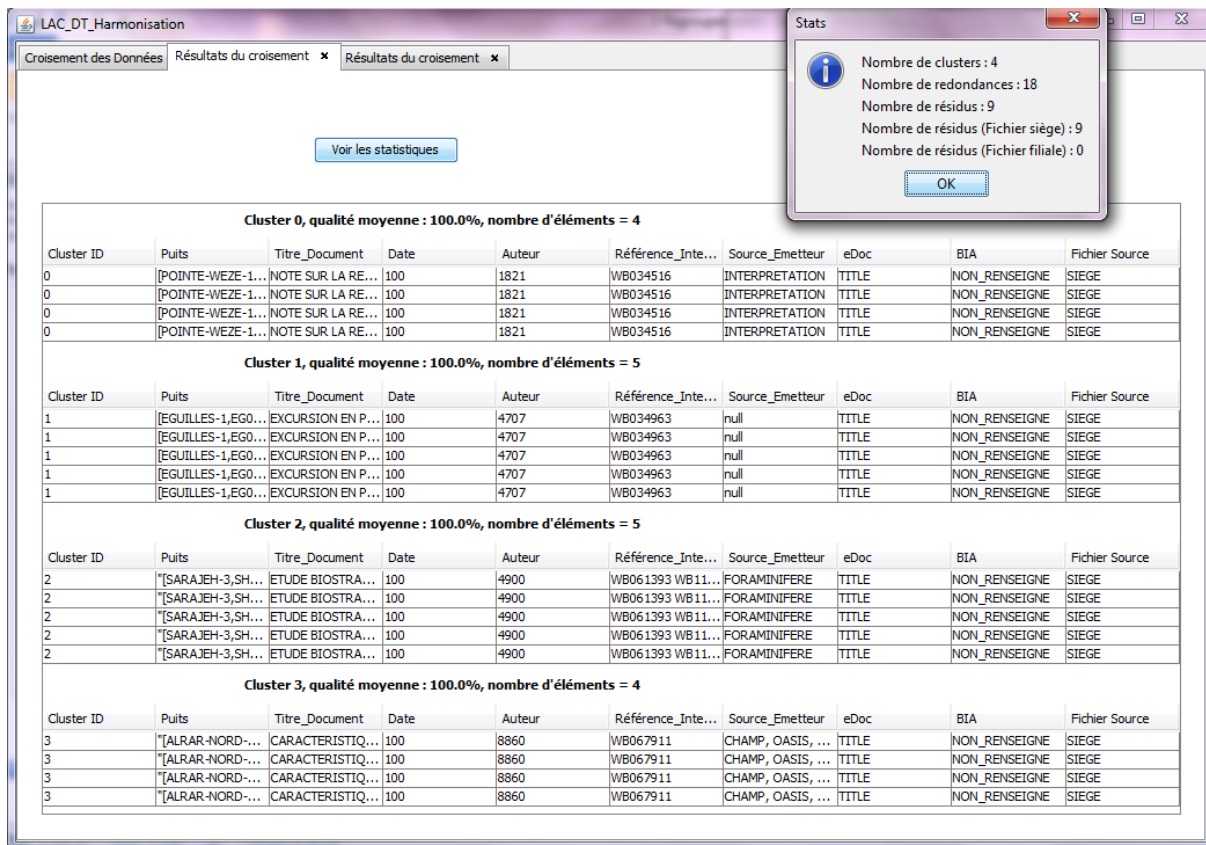 LAC_DT_Harmonisation
Croisement des Données Résultats du croisement Résultats du croisement
Stats
Nombre de clusters : 4
Nombre de redondances : 18
Nombre de résidus : 9
Nombre de résidus (Fichier siège) : 9
Nombre de résidus (Fichier filiale) : 0
OK
Voir les statistiques
Cluster 0, qualité moyenne : 100.0%, nombre d'éléments = 4
Cluster ID Puits Titre_Document Date Auteur Référence_Inte... Source_Emetteur eDoc BIA Fichier Source
0 [POINTE-WEZE-1... NOTE SUR LA RE... 100 1821 WB034516 INTERPRETATION TITLE NON_RENSEIGNE SIEGE
0 [POINTE-WEZE-1... NOTE SUR LA RE... 100 1821 WB034516 INTERPRETATION TITLE NON_RENSEIGNE SIEGE
0 [POINTE-WEZE-1... NOTE SUR LA RE... 100 1821 WB034516 INTERPRETATION TITLE NON_RENSEIGNE SIEGE
0 [POINTE-WEZE-1... NOTE SUR LA RE... 100 1821 WB034516 INTERPRETATION TITLE NON_RENSEIGNE SIEGE
Cluster 1, qualité moyenne : 100.0%, nombre d'éléments = 5
Cluster ID Puits Titre_Document Date Auteur Référence_Inte... Source_Emetteur eDoc BIA Fichier Source
1 [EGUILLES-1,EG0... EXCURSION EN P... 100 4707 WB034963 null TITLE NON_RENSEIGNE SIEGE
1 [EGUILLES-1,EG0... EXCURSION EN P... 100 4707 WB034963 null TITLE NON_RENSEIGNE SIEGE
1 [EGUILLES-1,EG0... EXCURSION EN P... 100 4707 WB034963 null TITLE NON_RENSEIGNE SIEGE
1 [EGUILLES-1,EG0... EXCURSION EN P... 100 4707 WB034963 null TITLE NON_RENSEIGNE SIEGE
1 [EGUILLES-1,EG0... EXCURSION EN P... 100 4707 WB034963 null TITLE NON_RENSEIGNE SIEGE
Cluster 2, qualité moyenne : 100.0%, nombre d'éléments = 5
Cluster ID Puits Titre_Document Date Auteur Référence_Inte... Source_Emetteur eDoc BIA Fichier Source
2 "[SARAJEH-3,SH... ETUDE BIOSTRA... 100 4900 WB061393 WB11... FORAMINIFERE TITLE NON_RENSEIGNE SIEGE
2 "[SARAJEH-3,SH... ETUDE BIOSTRA... 100 4900 WB061393 WB11... FORAMINIFERE TITLE NON_RENSEIGNE SIEGE
2 "[SARAJEH-3,SH... ETUDE BIOSTRA... 100 4900 WB061393 WB11... FORAMINIFERE TITLE NON_RENSEIGNE SIEGE
2 "[SARAJEH-3,SH... ETUDE BIOSTRA... 100 4900 WB061393 WB11... FORAMINIFERE TITLE NON_RENSEIGNE SIEGE
2 "[SARAJEH-3,SH... ETUDE BIOSTRA... 100 4900 WB061393 WB11... FORAMINIFERE TITLE NON_RENSEIGNE SIEGE
Cluster 3, qualité moyenne : 100.0%, nombre d'éléments = 4
Cluster ID Puits Titre_Document Date Auteur Référence_Inte... Source_Emetteur eDoc BIA Fichier Source
3 "[ALRAR-NORD-... CARACTERISTIQ... 100 8860 WB067911 CHAMP, OASIS, ... TITLE NON_RENSEIGNE SIEGE
3 "[ALRAR-NORD-... CARACTERISTIQ... 100 8860 WB067911 CHAMP, OASIS, ... TITLE NON_RENSEIGNE SIEGE
3 "[ALRAR-NORD-... CARACTERISTIQ... 100 8860 WB067911 CHAMP, OASIS, ... TITLE NON_RENSEIGNE SIEGE
3 "[ALRAR-NORD-... CARACTERISTIQ... 100 8860 WB067911 CHAMP, OASIS, ... TITLE NON_RENSEIGNE SIEGE